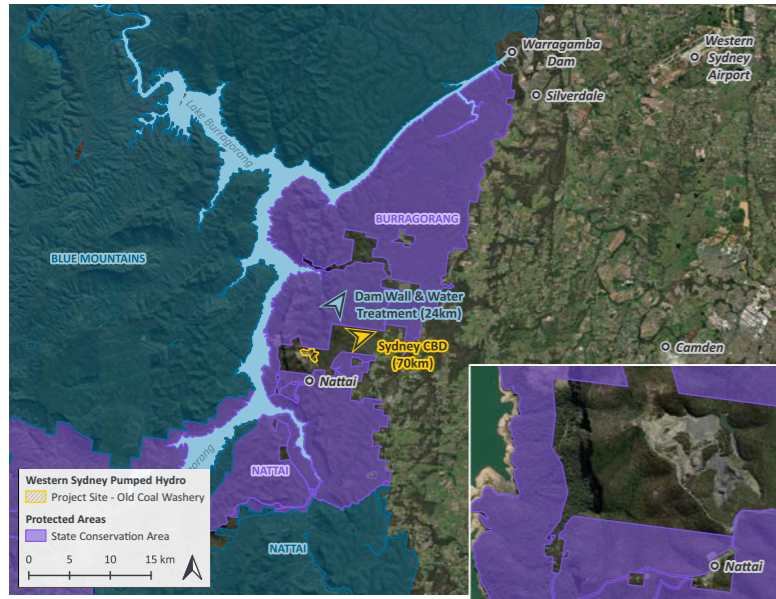 Warragamba
Dam
Western
Sydney
Airport
Silverdale
Lake Burragorang
BURRAGORANG
BLUE MOUNTAINS
Dam Wall & Water
Treatment (24km)
Sydney CBD
(70km)
Camden
Nattai
NATTAI
NATTAI
Western Sydney Pumped Hydro
Project Site - Old Coal Washery
Protected Areas
State Conservation Area
0 5 10 15 km
Nattai